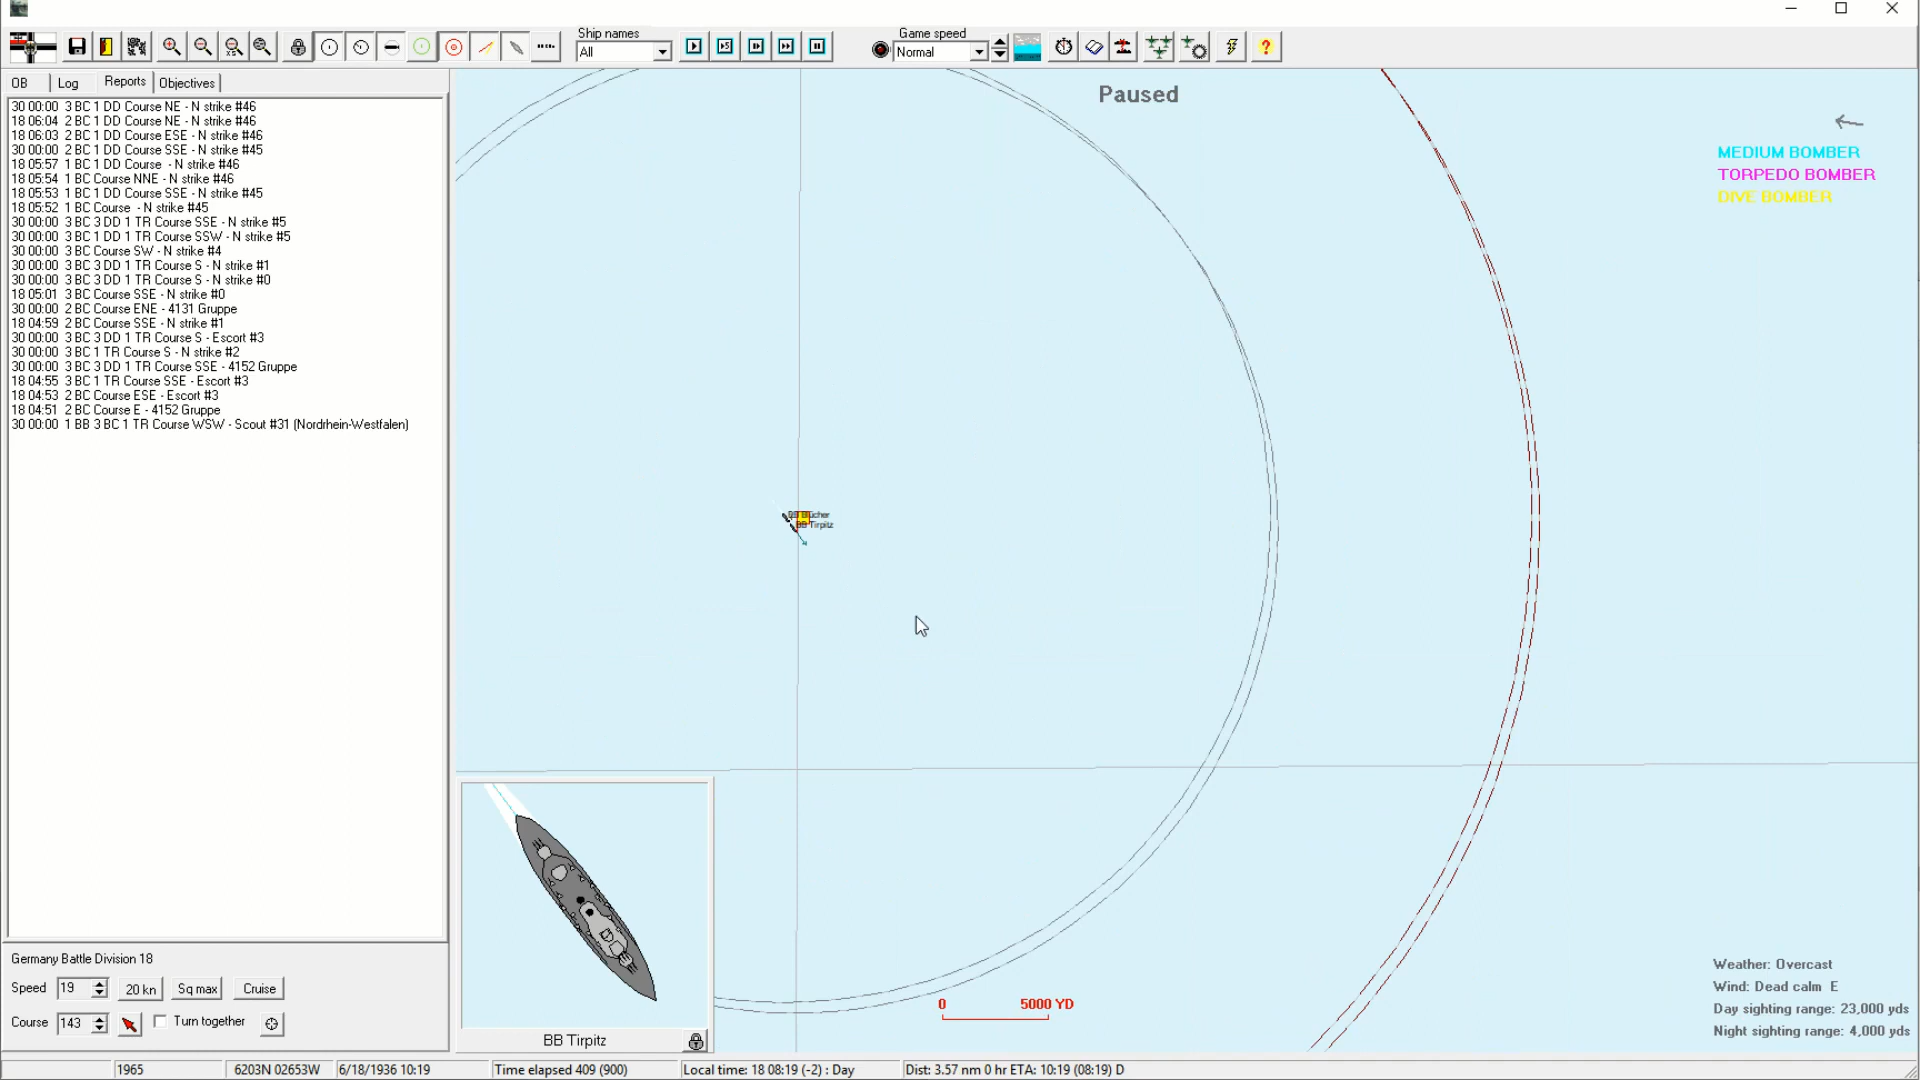 Ship names
All
Game speed
Normal
OB Log Reports Objectives
30 00:00 3 BC 1 DD Course NE - N strike #46
18 06:04 2 BC 1 DD Course NE - N strike #46
18 06:03 2 BC 1 DD Course ESE - N strike #46
30 00:00 2 BC 1 DD Course SSE - N strike #45
18 05:57 1 BC 1 DD Course - N strike #46
18 05:54 1 BC Course NNE - N strike #46
18 05:53 1 BC 1 DD Course SSE - N strike #45
18 05:52 1 BC Course - N strike #45
30 00:00 3 BC 3 DD 1 TR Course SSE - N strike #5
30 00:00 3 BC 1 DD 1 TR Course SSW - N strike #5
30 00:00 3 BC Course SW - N strike #4
30 00:00 3 BC 3 DD 1 TR Course S - N strike #1
30 00:00 3 BC 3 DD 1 TR Course S - N strike #0
18 05:01 3 BC Course SSE - N strike #0
30 00:00 2 BC Course ENE - 4131 Gruppe
18 04:59 2 BC Course SSE - N strike #1
30 00:00 3 BC 3 DD 1 TR Course S - Escort #3
30 00:00 3 BC 1 TR Course S - N strike #2
30 00:00 3 BC 3 DD 1 TR Course SSE - 4152 Gruppe
18 04:55 3 BC 1 TR Course SSE - Escort #3
18 04:53 2 BC Course ESE - Escort #3
18 04:51 2 BC Course E - 4152 Gruppe
30 00:00 1 BB 3 BC 1 TR Course WSW - Scout #31 (Nordrhein-Westfalen)
Paused
MEDIUM BOMBER
TORPEDO BOMBER
DIVE BOMBER
BB Blücher
BB Tirpitz
Germany Battle Division 18
Speed 19 20 kn Sq max Cruise
Course 143 Turn together
BB Tirpitz
0 5000 YD
Weather: Overcast
Wind: Dead calm E
Day sighting range: 23,000 yds
Night sighting range: 4,000 yds
1965 6203N 02653W 6/18/1936 10:19 Time elapsed 409 (900) Local time: 18 08:19 (-2) : Day Dist: 3.57 nm 0 hr ETA: 10:19 (08:19) D